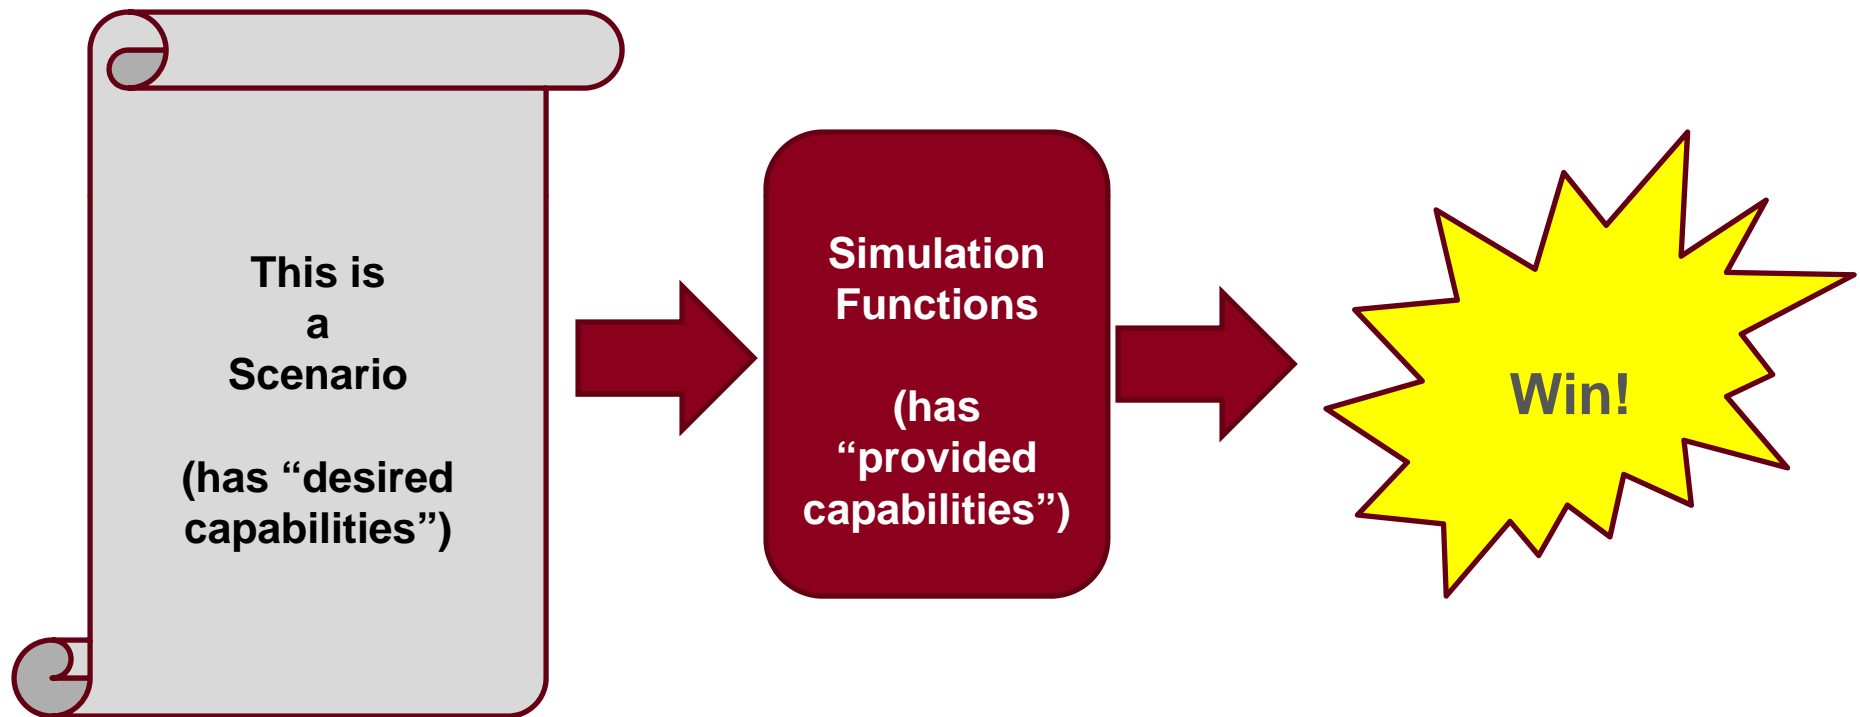 This is
a
Scenario
(has “desired
capabilities”)
Simulation
Functions
(has
“provided
capabilities”)
Win!